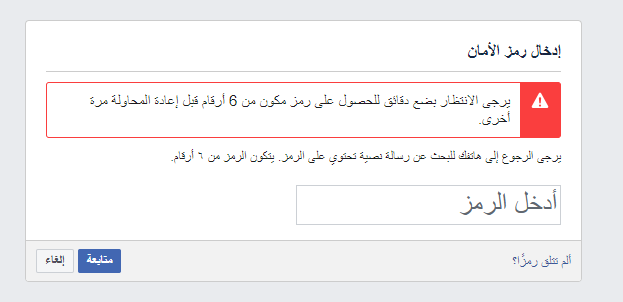 إدخال رمز الأمان
يرجى الانتظار بضع دقائق للحصول على رمز مكون من 6 أرقام قبل إعادة المحاولة مرة
أخرى.
يرجى الرجوع إلى هاتفك للبحث عن رسالة نصية تحتوي على الرمز. يتكون الرمز من ٦ أرقام.
أدخل الرمز
ألم تتلق رمزًا؟
متابعة
إلغاء